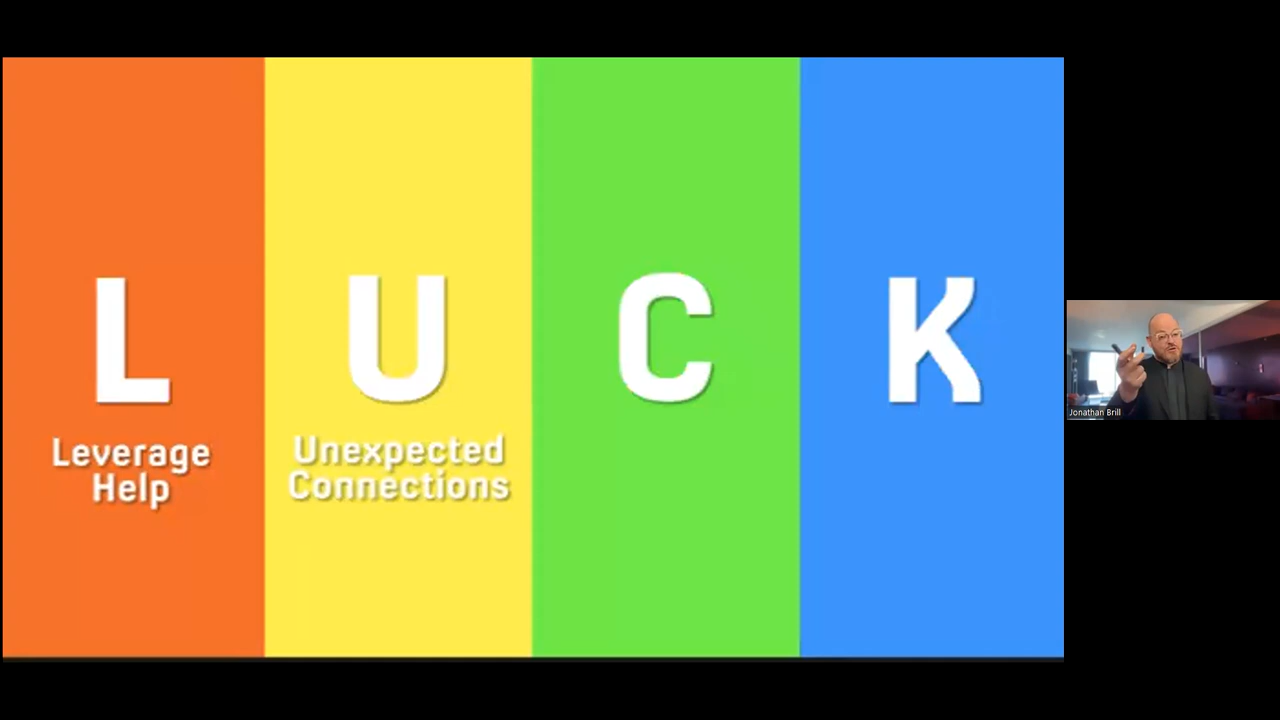 L U C K
Leverage
Help
Unexpected
Connections
Jonathan Brill